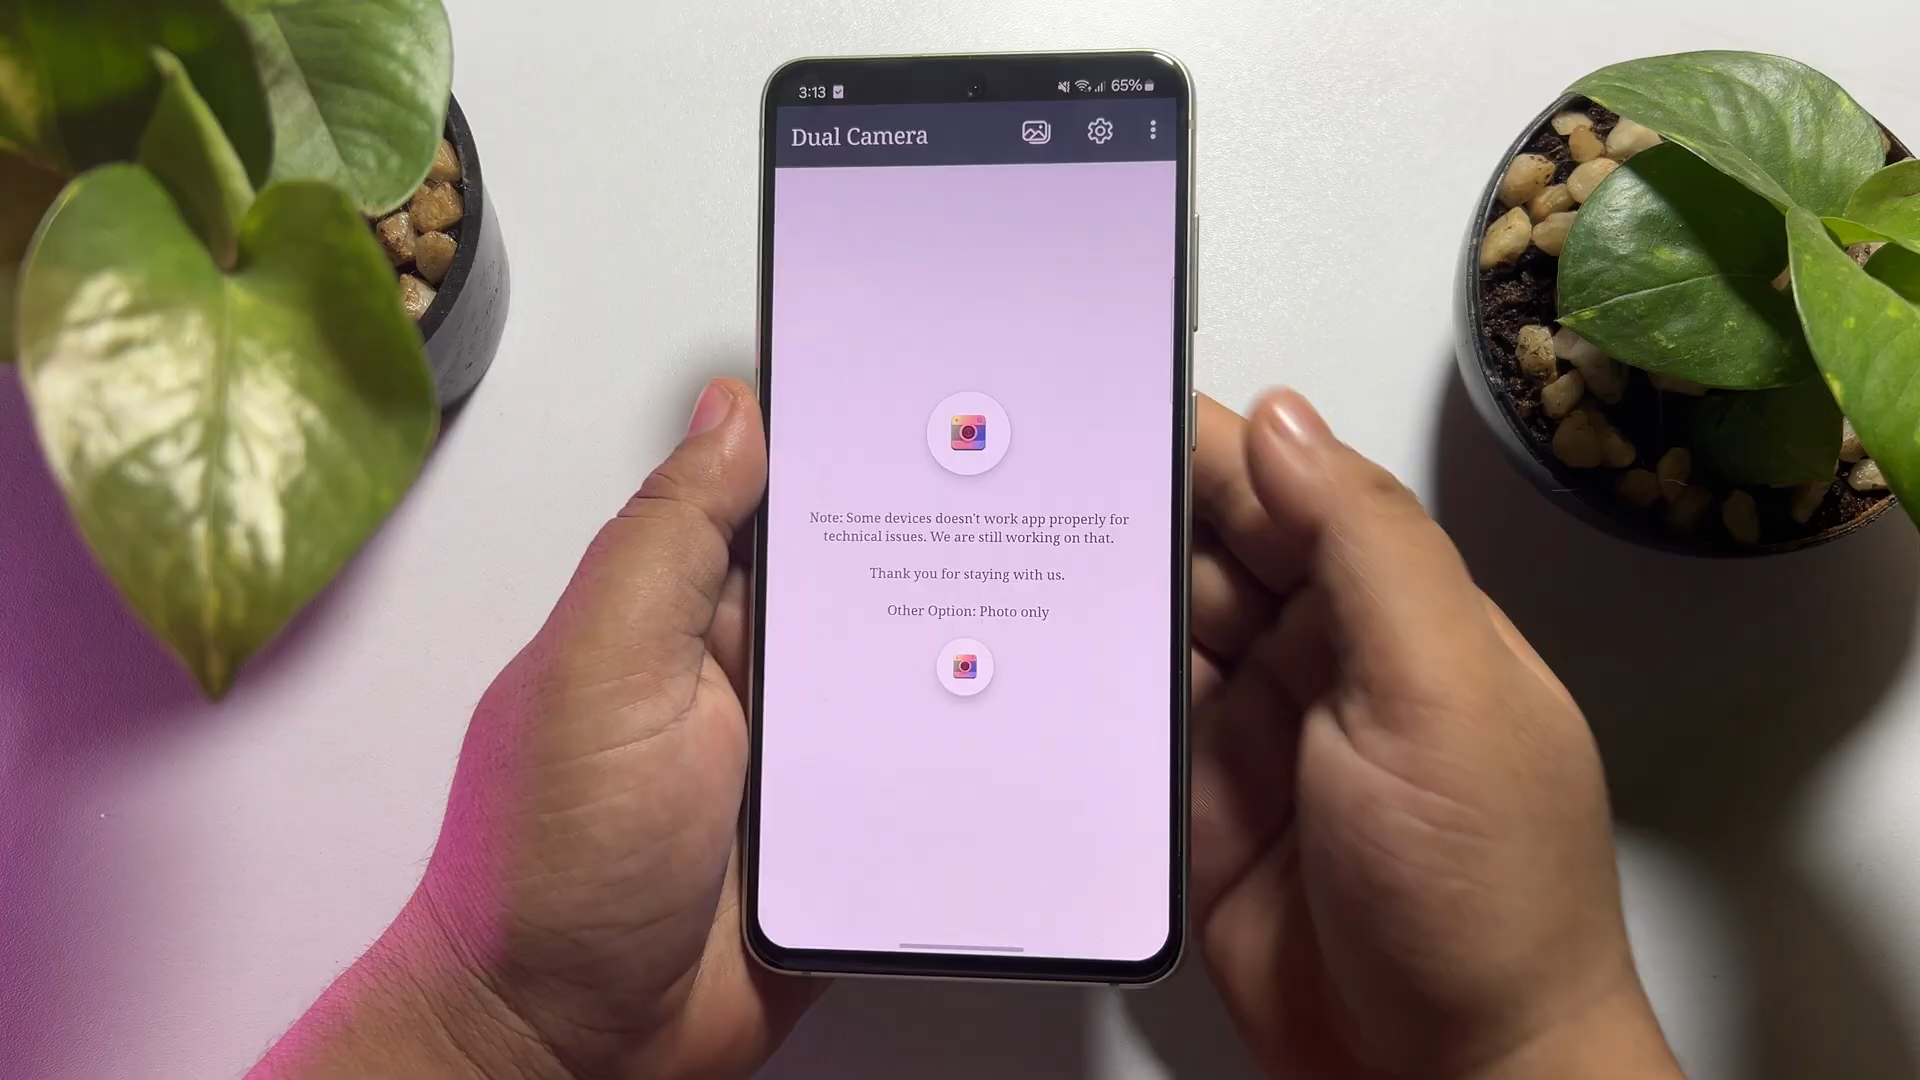 3:13 65%
Dual Camera
Note: Some devices doesn't work app properly for
technical issues. We are still working on that.
Thank you for staying with us.
Other Option: Photo only